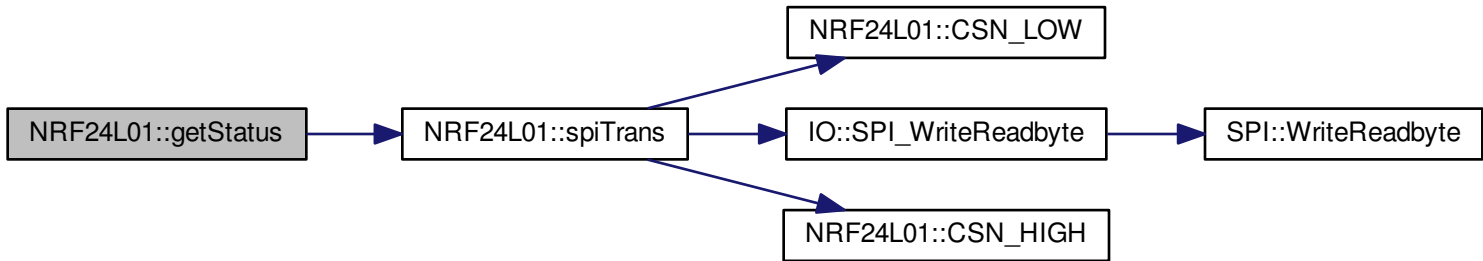 NRF24L01::CSN_LOW
NRF24L01::getStatus
NRF24L01::spiTrans
IO::SPI_WriteReadbyte
SPI::WriteReadbyte
NRF24L01::CSN_HIGH